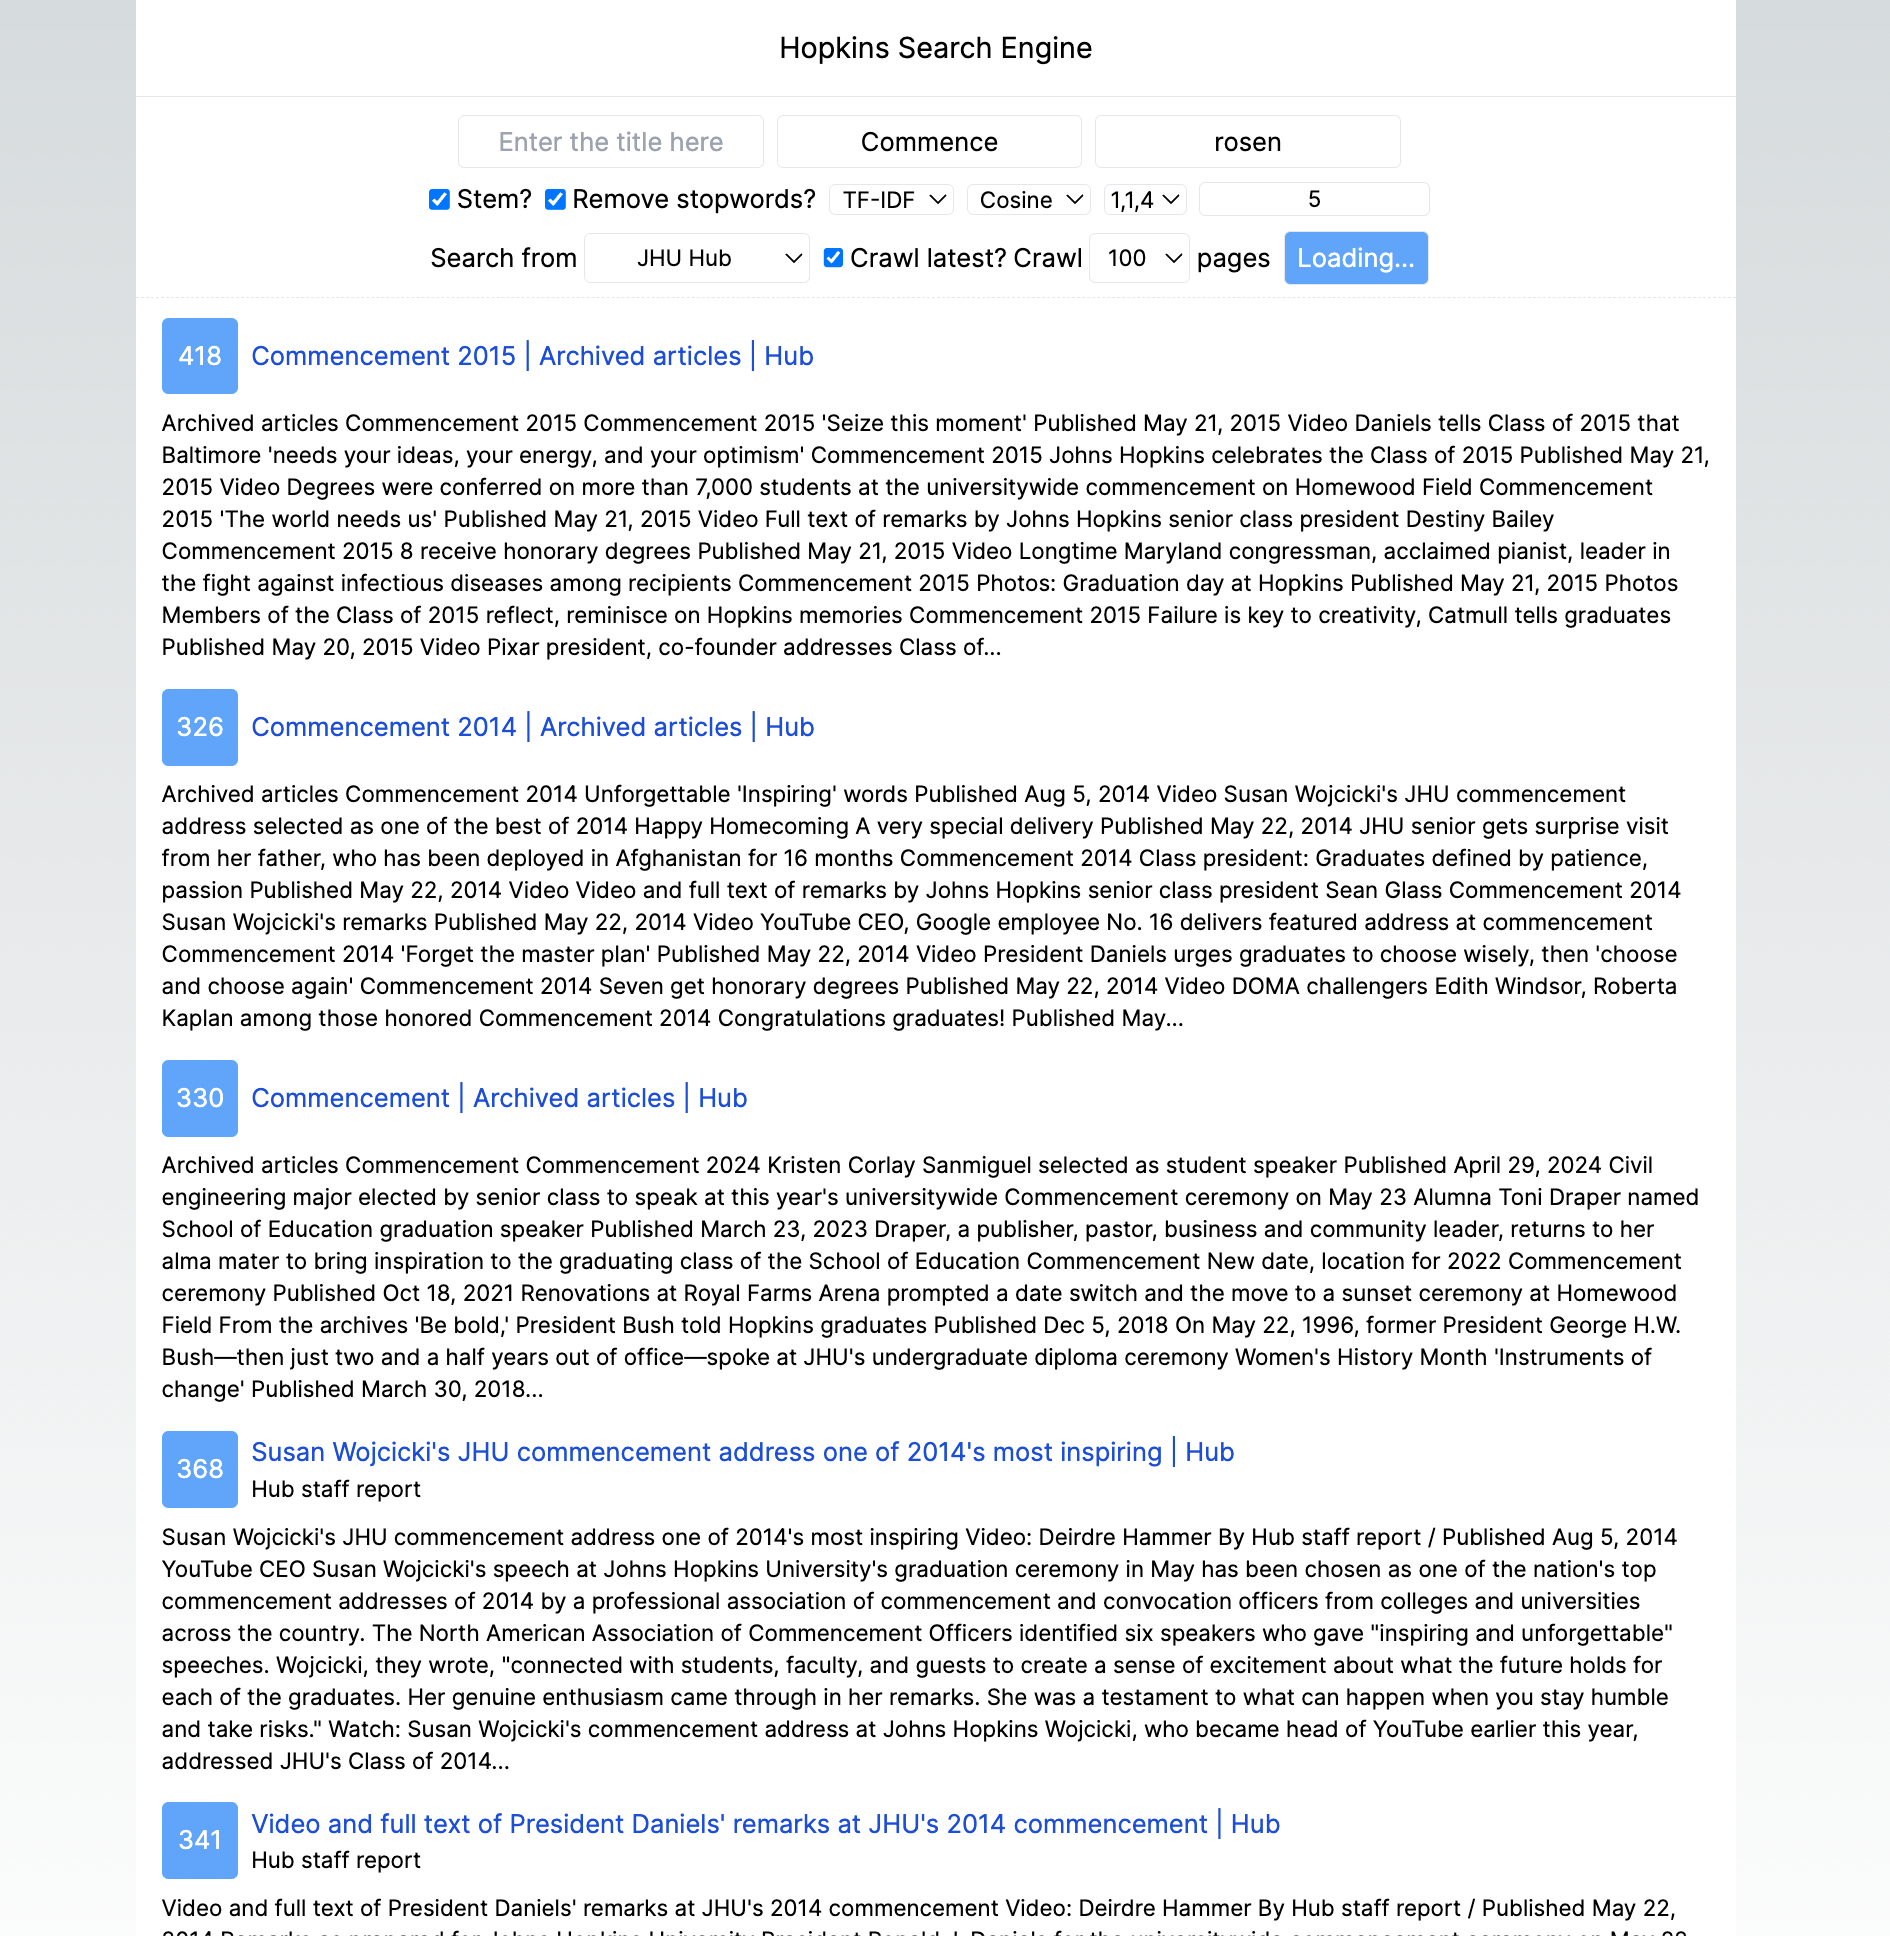 Hopkins Search Engine
Enter the title here Commence rosen
Stem? Remove stopwords? TF-IDF Cosine 1,1,4 5
Search from JHU Hub Crawl latest? Crawl 100 pages Loading...
418 Commencement 2015 | Archived articles | Hub
Archived articles Commencement 2015 Commencement 2015 'Seize this moment' Published May 21, 2015 Video Daniels tells Class of 2015 that
Baltimore 'needs your ideas, your energy, and your optimism' Commencement 2015 Johns Hopkins celebrates the Class of 2015 Published May 21,
2015 Video Degrees were conferred on more than 7,000 students at the universitywide commencement on Homewood Field Commencement
2015 'The world needs us' Published May 21, 2015 Video Full text of remarks by Johns Hopkins senior class president Destiny Bailey
Commencement 2015 8 receive honorary degrees Published May 21, 2015 Video Longtime Maryland congressman, acclaimed pianist, leader in
the fight against infectious diseases among recipients Commencement 2015 Photos: Graduation day at Hopkins Published May 21, 2015 Photos
Members of the Class of 2015 reflect, reminisce on Hopkins memories Commencement 2015 Failure is key to creativity, Catmull tells graduates
Published May 20, 2015 Video Pixar president, co-founder addresses Class of...
326 Commencement 2014 | Archived articles | Hub
Archived articles Commencement 2014 Unforgettable 'Inspiring' words Published Aug 5, 2014 Video Susan Wojcicki's JHU commencement
address selected as one of the best of 2014 Happy Homecoming A very special delivery Published May 22, 2014 JHU senior gets surprise visit
from her father, who has been deployed in Afghanistan for 16 months Commencement 2014 Class president: Graduates defined by patience,
passion Published May 22, 2014 Video Video and full text of remarks by Johns Hopkins senior class president Sean Glass Commencement 2014
Susan Wojcicki's remarks Published May 22, 2014 Video YouTube CEO, Google employee No. 16 delivers featured address at commencement
Commencement 2014 'Forget the master plan' Published May 22, 2014 Video President Daniels urges graduates to choose wisely, then 'choose
and choose again' Commencement 2014 Seven get honorary degrees Published May 22, 2014 Video DOMA challengers Edith Windsor, Roberta
Kaplan among those honored Commencement 2014 Congratulations graduates! Published May...
330 Commencement | Archived articles | Hub
Archived articles Commencement Commencement 2024 Kristen Corlay Sanmiguel selected as student speaker Published April 29, 2024 Civil
engineering major elected by senior class to speak at this year's universitywide Commencement ceremony on May 23 Alumna Toni Draper named
School of Education graduation speaker Published March 23, 2023 Draper, a publisher, pastor, business and community leader, returns to her
alma mater to bring inspiration to the graduating class of the School of Education Commencement New date, location for 2022 Commencement
ceremony Published Oct 18, 2021 Renovations at Royal Farms Arena prompted a date switch and the move to a sunset ceremony at Homewood
Field From the archives 'Be bold,' President Bush told Hopkins graduates Published Dec 5, 2018 On May 22, 1996, former President George H.W.
Bush—then just two and a half years out of office—spoke at JHU's undergraduate diploma ceremony Women's History Month 'Instruments of
change' Published March 30, 2018...
368 Susan Wojcicki's JHU commencement address one of 2014's most inspiring | Hub
Hub staff report
Susan Wojcicki's JHU commencement address one of 2014's most inspiring Video: Deirdre Hammer By Hub staff report / Published Aug 5, 2014
YouTube CEO Susan Wojcicki's speech at Johns Hopkins University's graduation ceremony in May has been chosen as one of the nation's top
commencement addresses of 2014 by a professional association of commencement and convocation officers from colleges and universities
across the country. The North American Association of Commencement Officers identified six speakers who gave "inspiring and unforgettable"
speeches. Wojcicki, they wrote, "connected with students, faculty, and guests to create a sense of excitement about what the future holds for
each of the graduates. Her genuine enthusiasm came through in her remarks. She was a testament to what can happen when you stay humble
and take risks." Watch: Susan Wojcicki's commencement address at Johns Hopkins Wojcicki, who became head of YouTube earlier this year,
addressed JHU's Class of 2014...
341 Video and full text of President Daniels' remarks at JHU's 2014 commencement | Hub
Hub staff report
Video and full text of President Daniels' remarks at JHU's 2014 commencement Video: Deirdre Hammer By Hub staff report / Published May 22,